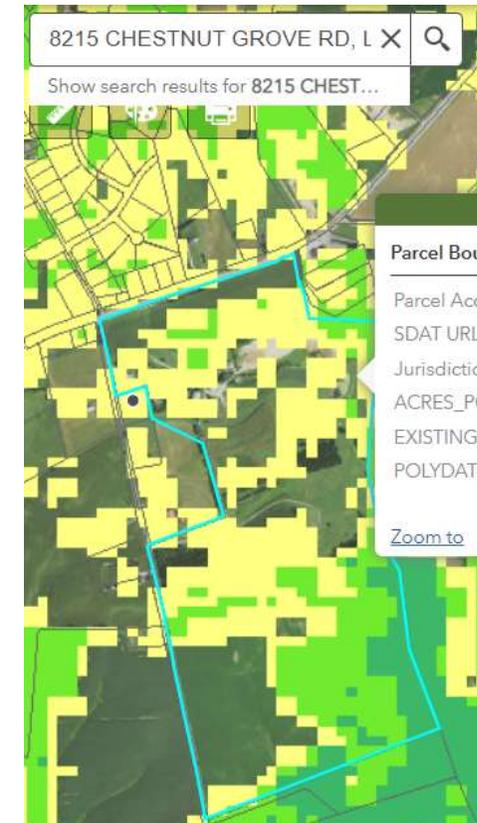 8215 CHESTNUT GROVE RD, L
Show search results for 8215 CHEST...
Parcel Bou
Parcel Acc
SDAT URL
Jurisdictio
ACRES_PO
EXISTING
POLYDAT
Zoom to